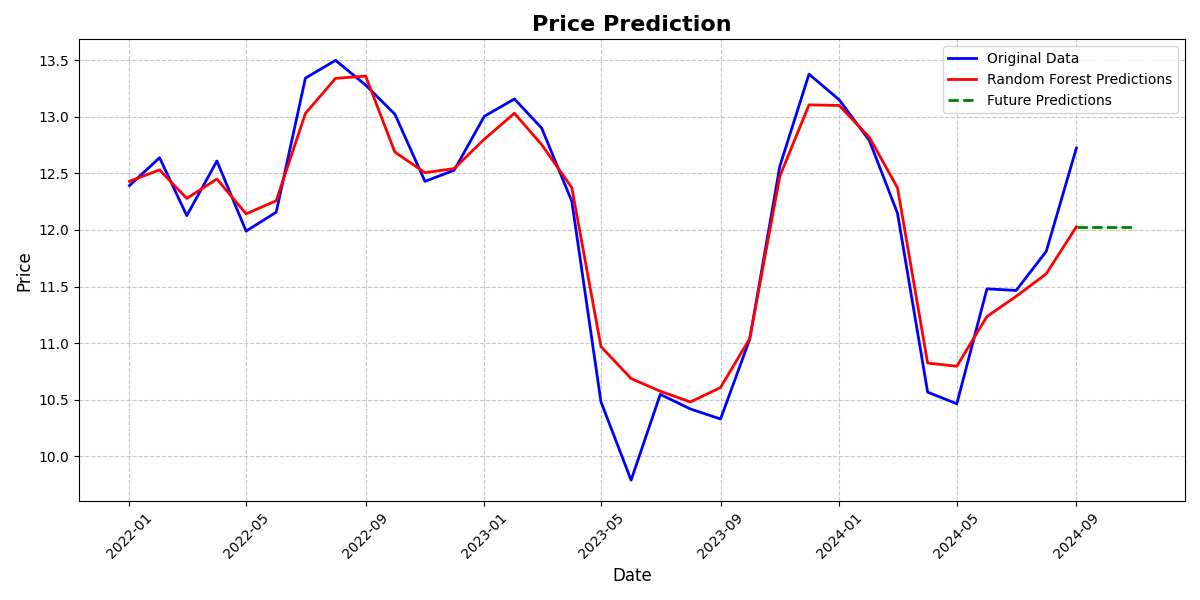 Price Prediction
Original Data
Random Forest Predictions
Future Predictions
Price
13.5
13.0
12.5
12.0
11.5
11.0
10.5
10.0
2022-01
2022-05
2022-09
2023-01
2023-05
2023-09
2024-01
2024-05
2024-09
Date